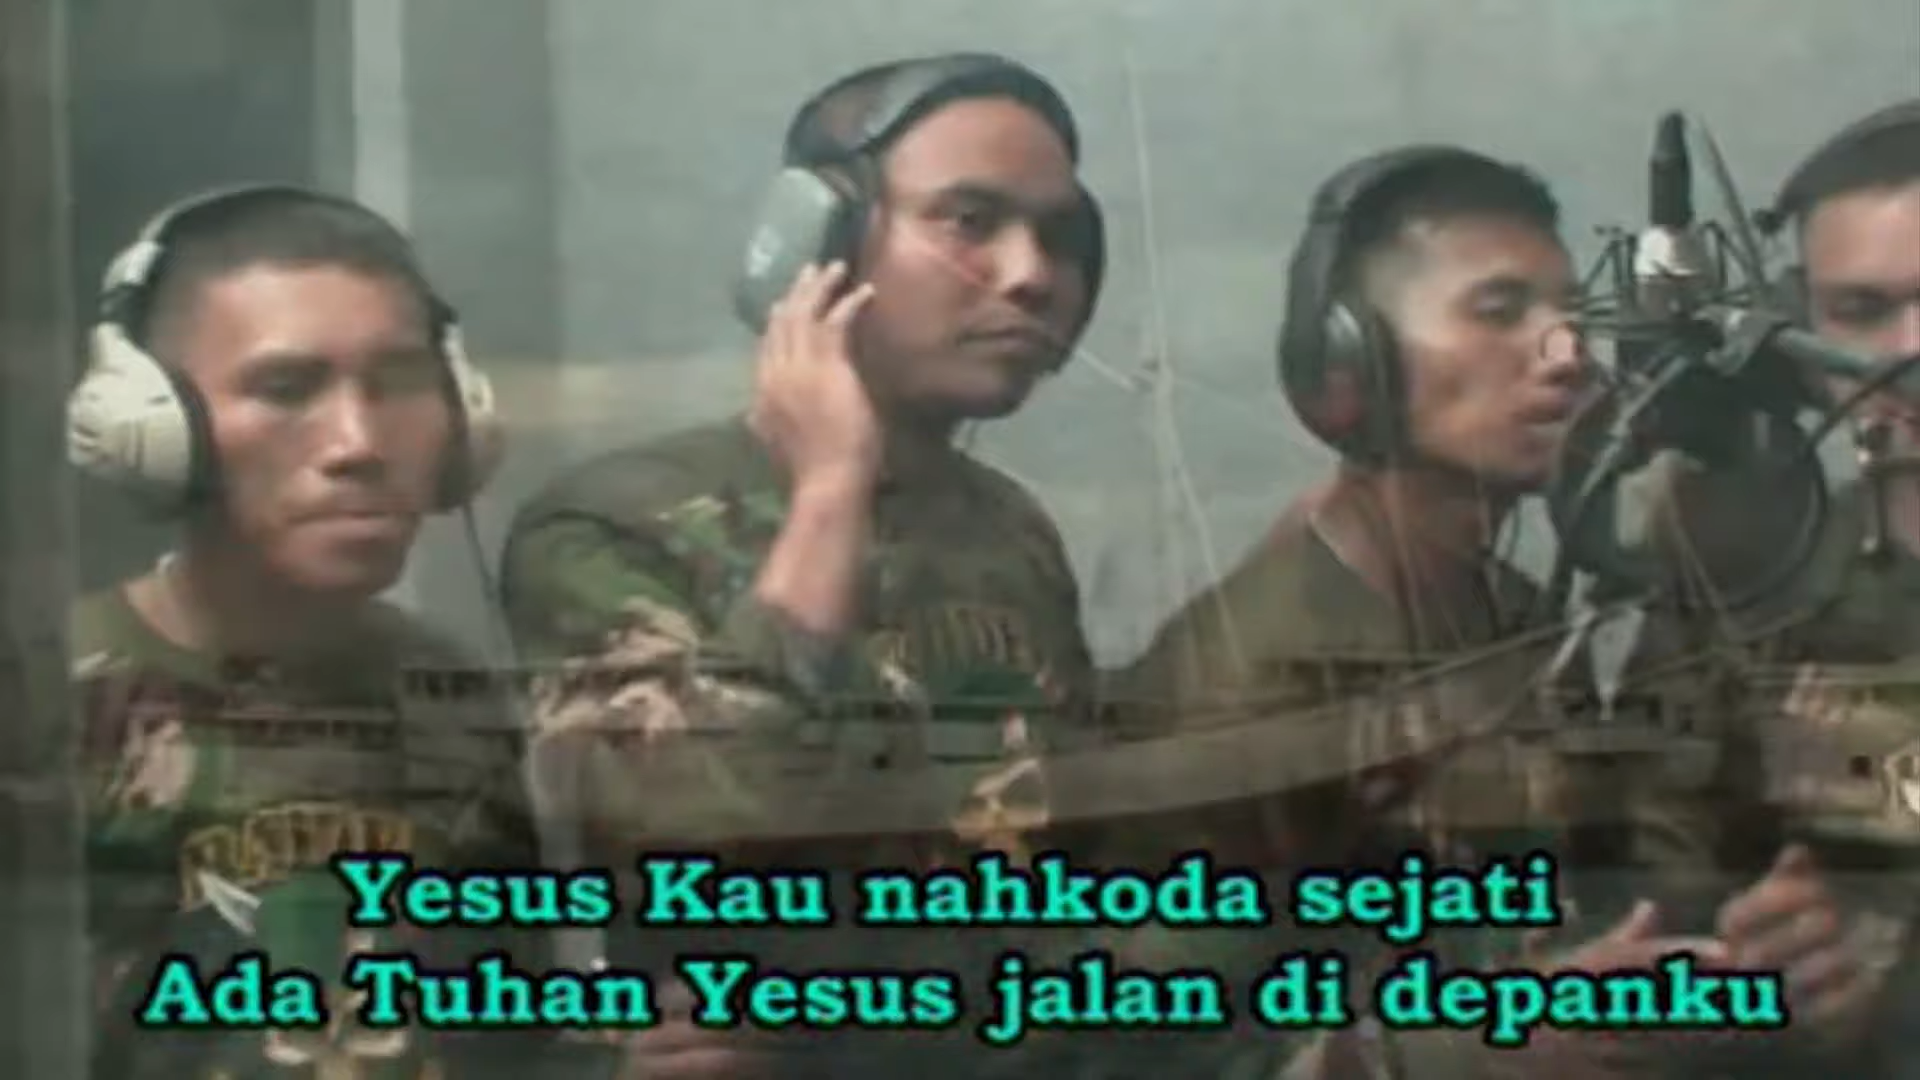 Yesus Kau nahkoda sejati
Ada Tuhan Yesus jalan di depanku